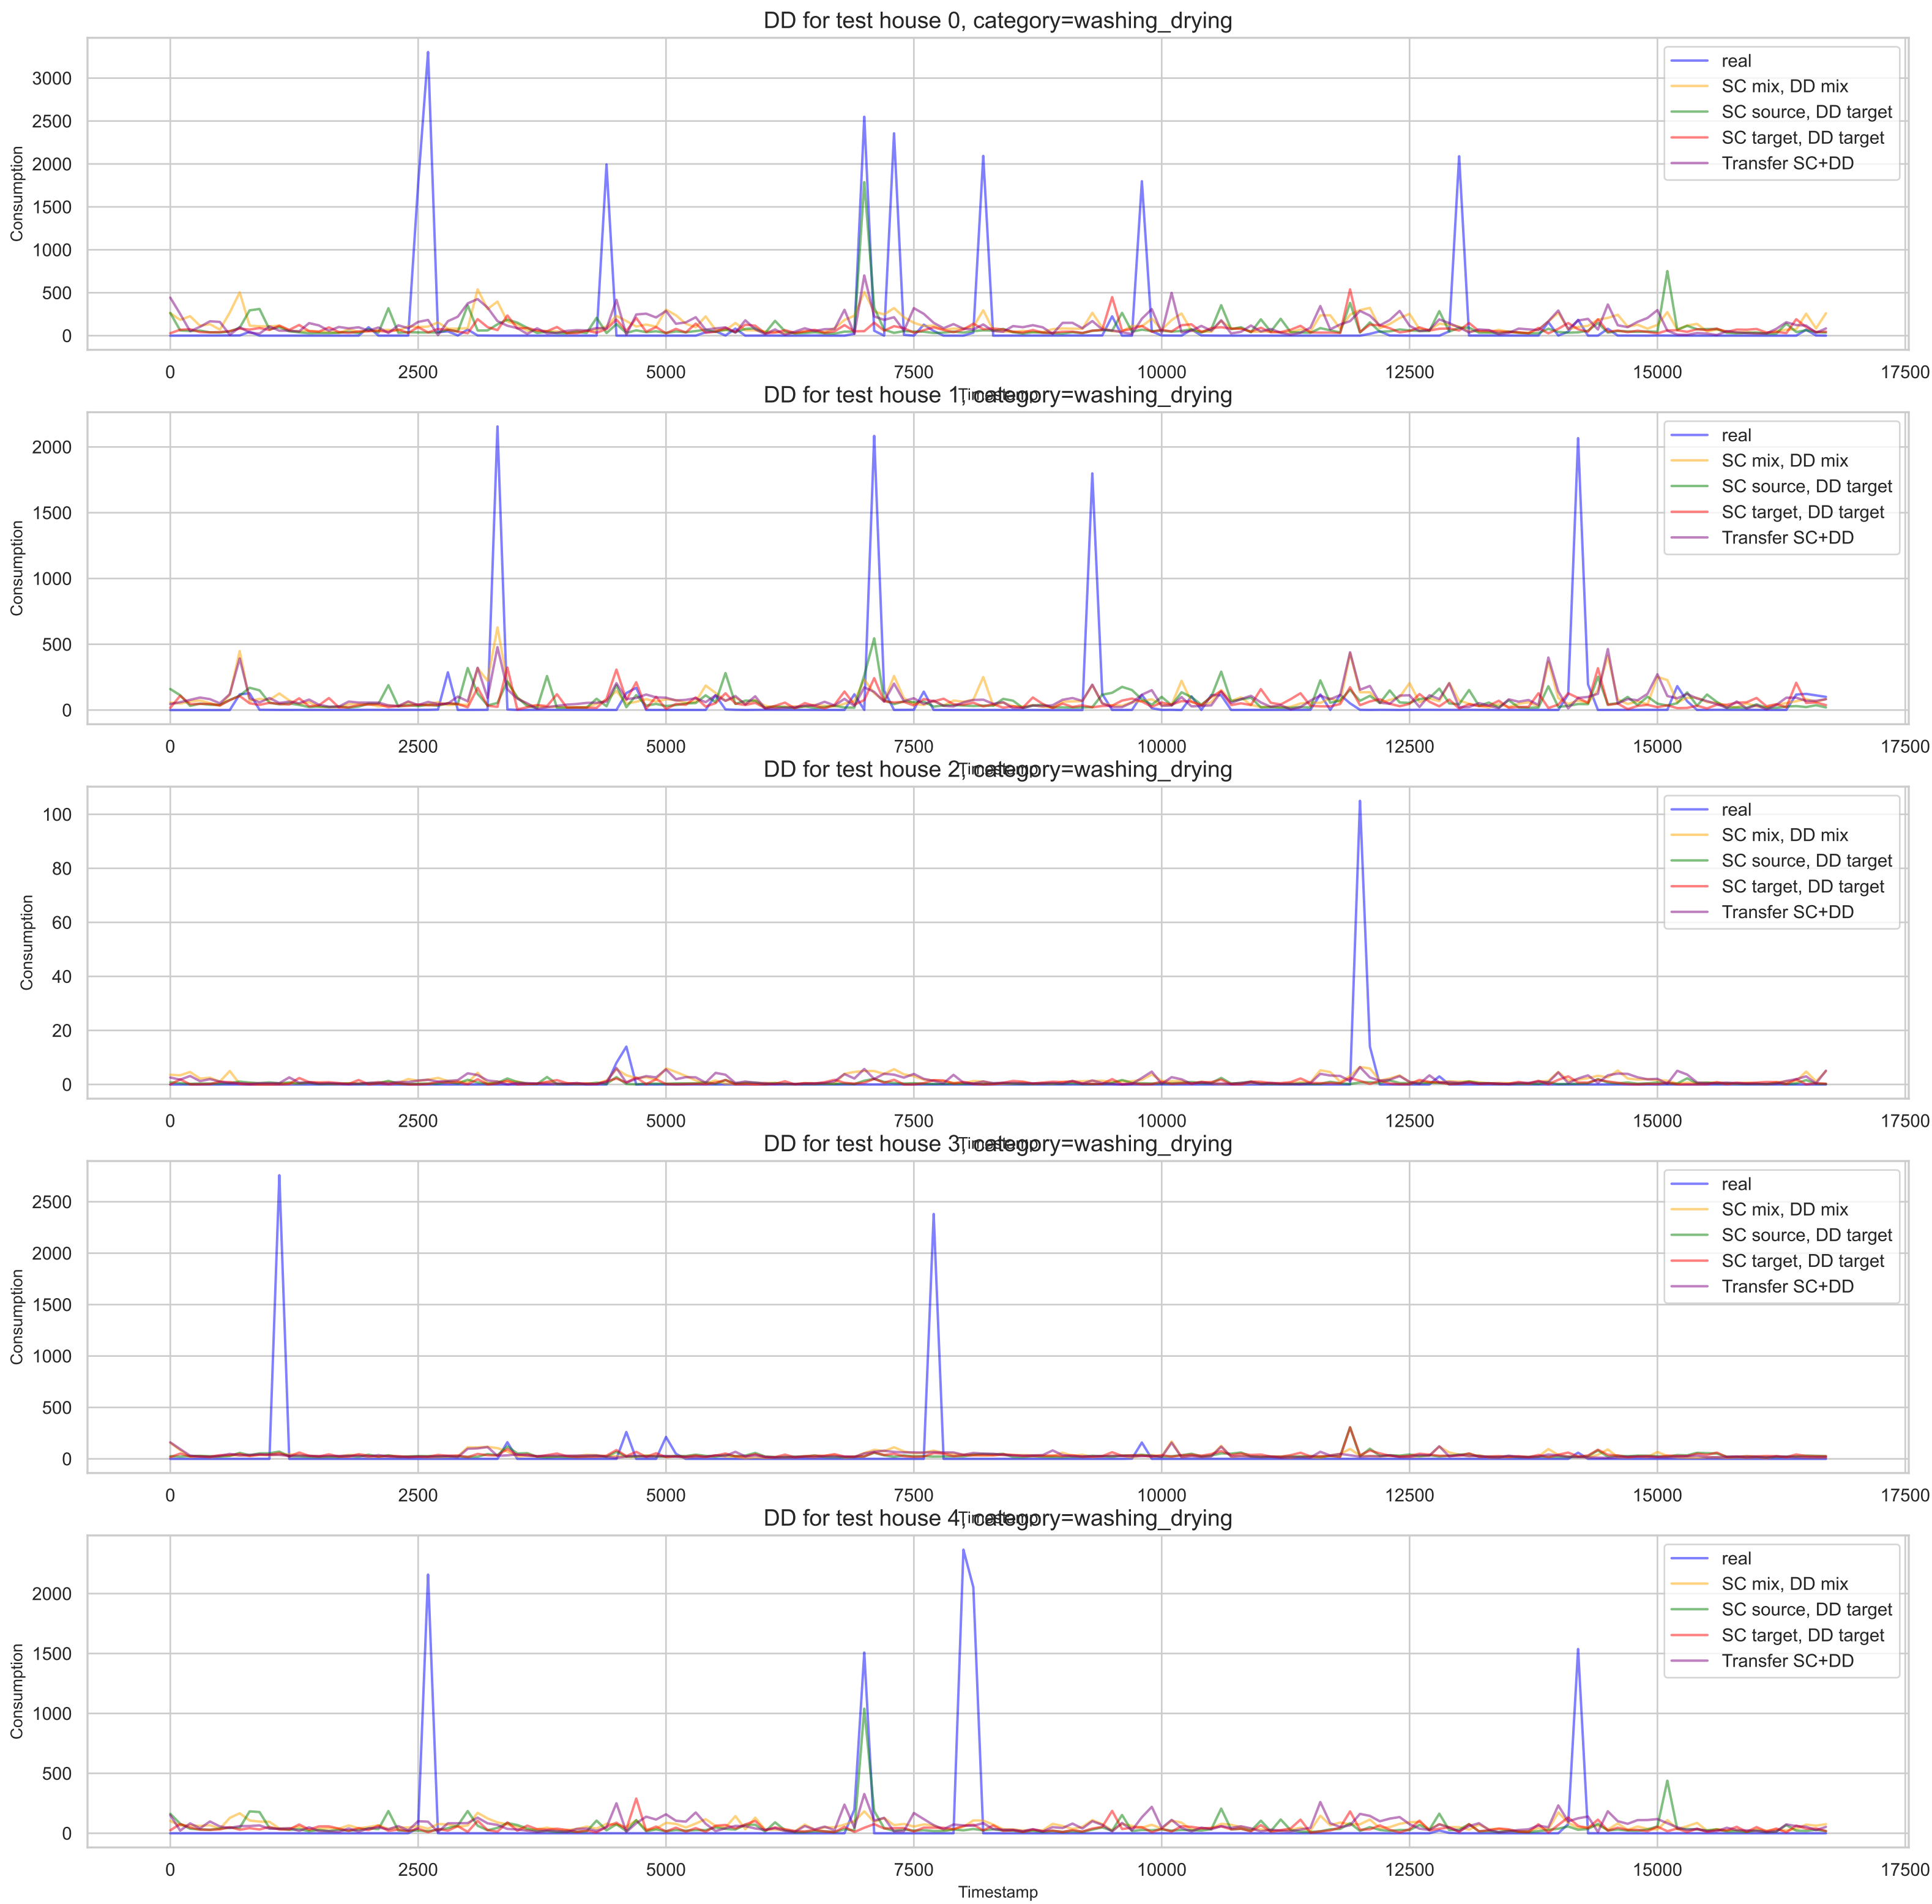 DD for test house 0, category=washing_drying
Consumption
3000
2500
2000
1500
1000
500
0
real
SC mix, DD mix
SC source, DD target
SC target, DD target
Transfer SC+DD
0 2500 5000 7500 10000 12500 15000 17500
Timestamp
DD for test house 1, category=washing_drying
Consumption
2000
1500
1000
500
0
real
SC mix, DD mix
SC source, DD target
SC target, DD target
Transfer SC+DD
0 2500 5000 7500 10000 12500 15000 17500
Timestamp
DD for test house 2, category=washing_drying
Consumption
100
80
60
40
20
0
real
SC mix, DD mix
SC source, DD target
SC target, DD target
Transfer SC+DD
0 2500 5000 7500 10000 12500 15000 17500
Timestamp
DD for test house 3, category=washing_drying
Consumption
2500
2000
1500
1000
500
0
real
SC mix, DD mix
SC source, DD target
SC target, DD target
Transfer SC+DD
0 2500 5000 7500 10000 12500 15000 17500
Timestamp
DD for test house 4, category=washing_drying
Consumption
2000
1500
1000
500
0
real
SC mix, DD mix
SC source, DD target
SC target, DD target
Transfer SC+DD
0 2500 5000 7500 10000 12500 15000 17500
Timestamp